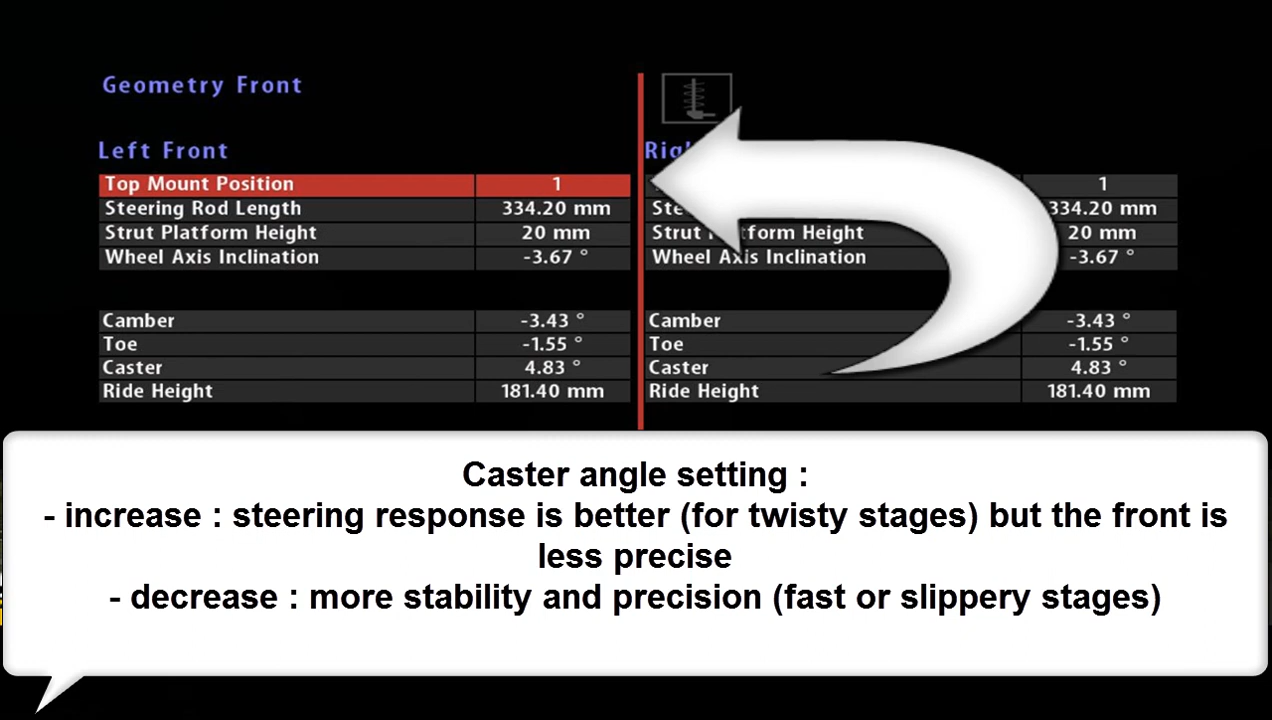 Geometry Front
Left Front
Top Mount Position 1 1
Steering Rod Length 334.20 mm 334.20 mm
Strut Platform Height 20 mm Strut Platform Height 20 mm
Wheel Axis Inclination -3.67 ° Wheel Axis Inclination -3.67 °
Camber -3.43 ° Camber -3.43 °
Toe -1.55 ° Toe -1.55 °
Caster 4.83 ° Caster 4.83 °
Ride Height 181.40 mm Ride Height 181.40 mm
Caster angle setting :
- increase : steering response is better (for twisty stages) but the front is
less precise
- decrease : more stability and precision (fast or slippery stages)